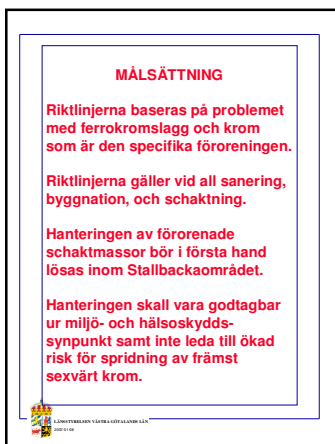 MÅLSÄTTNING
Riktlinjerna baseras på problemet
med ferrokromslagg och krom
som är den specifika föroreningen.
Riktlinjerna gäller vid all sanering,
byggnation, och schaktning.
Hanteringen av förorenade
schaktmassor bör i första hand
lösas inom Stallbackaområdet.
Hanteringen skall vara godtagbar
ur miljö- och hälsoskydds-
synpunkt samt inte leda till ökad
risk för spridning av främst
sexvärt krom.
LÄNSSTYRELSEN VÄSTRA GÖTALANDS LÄN